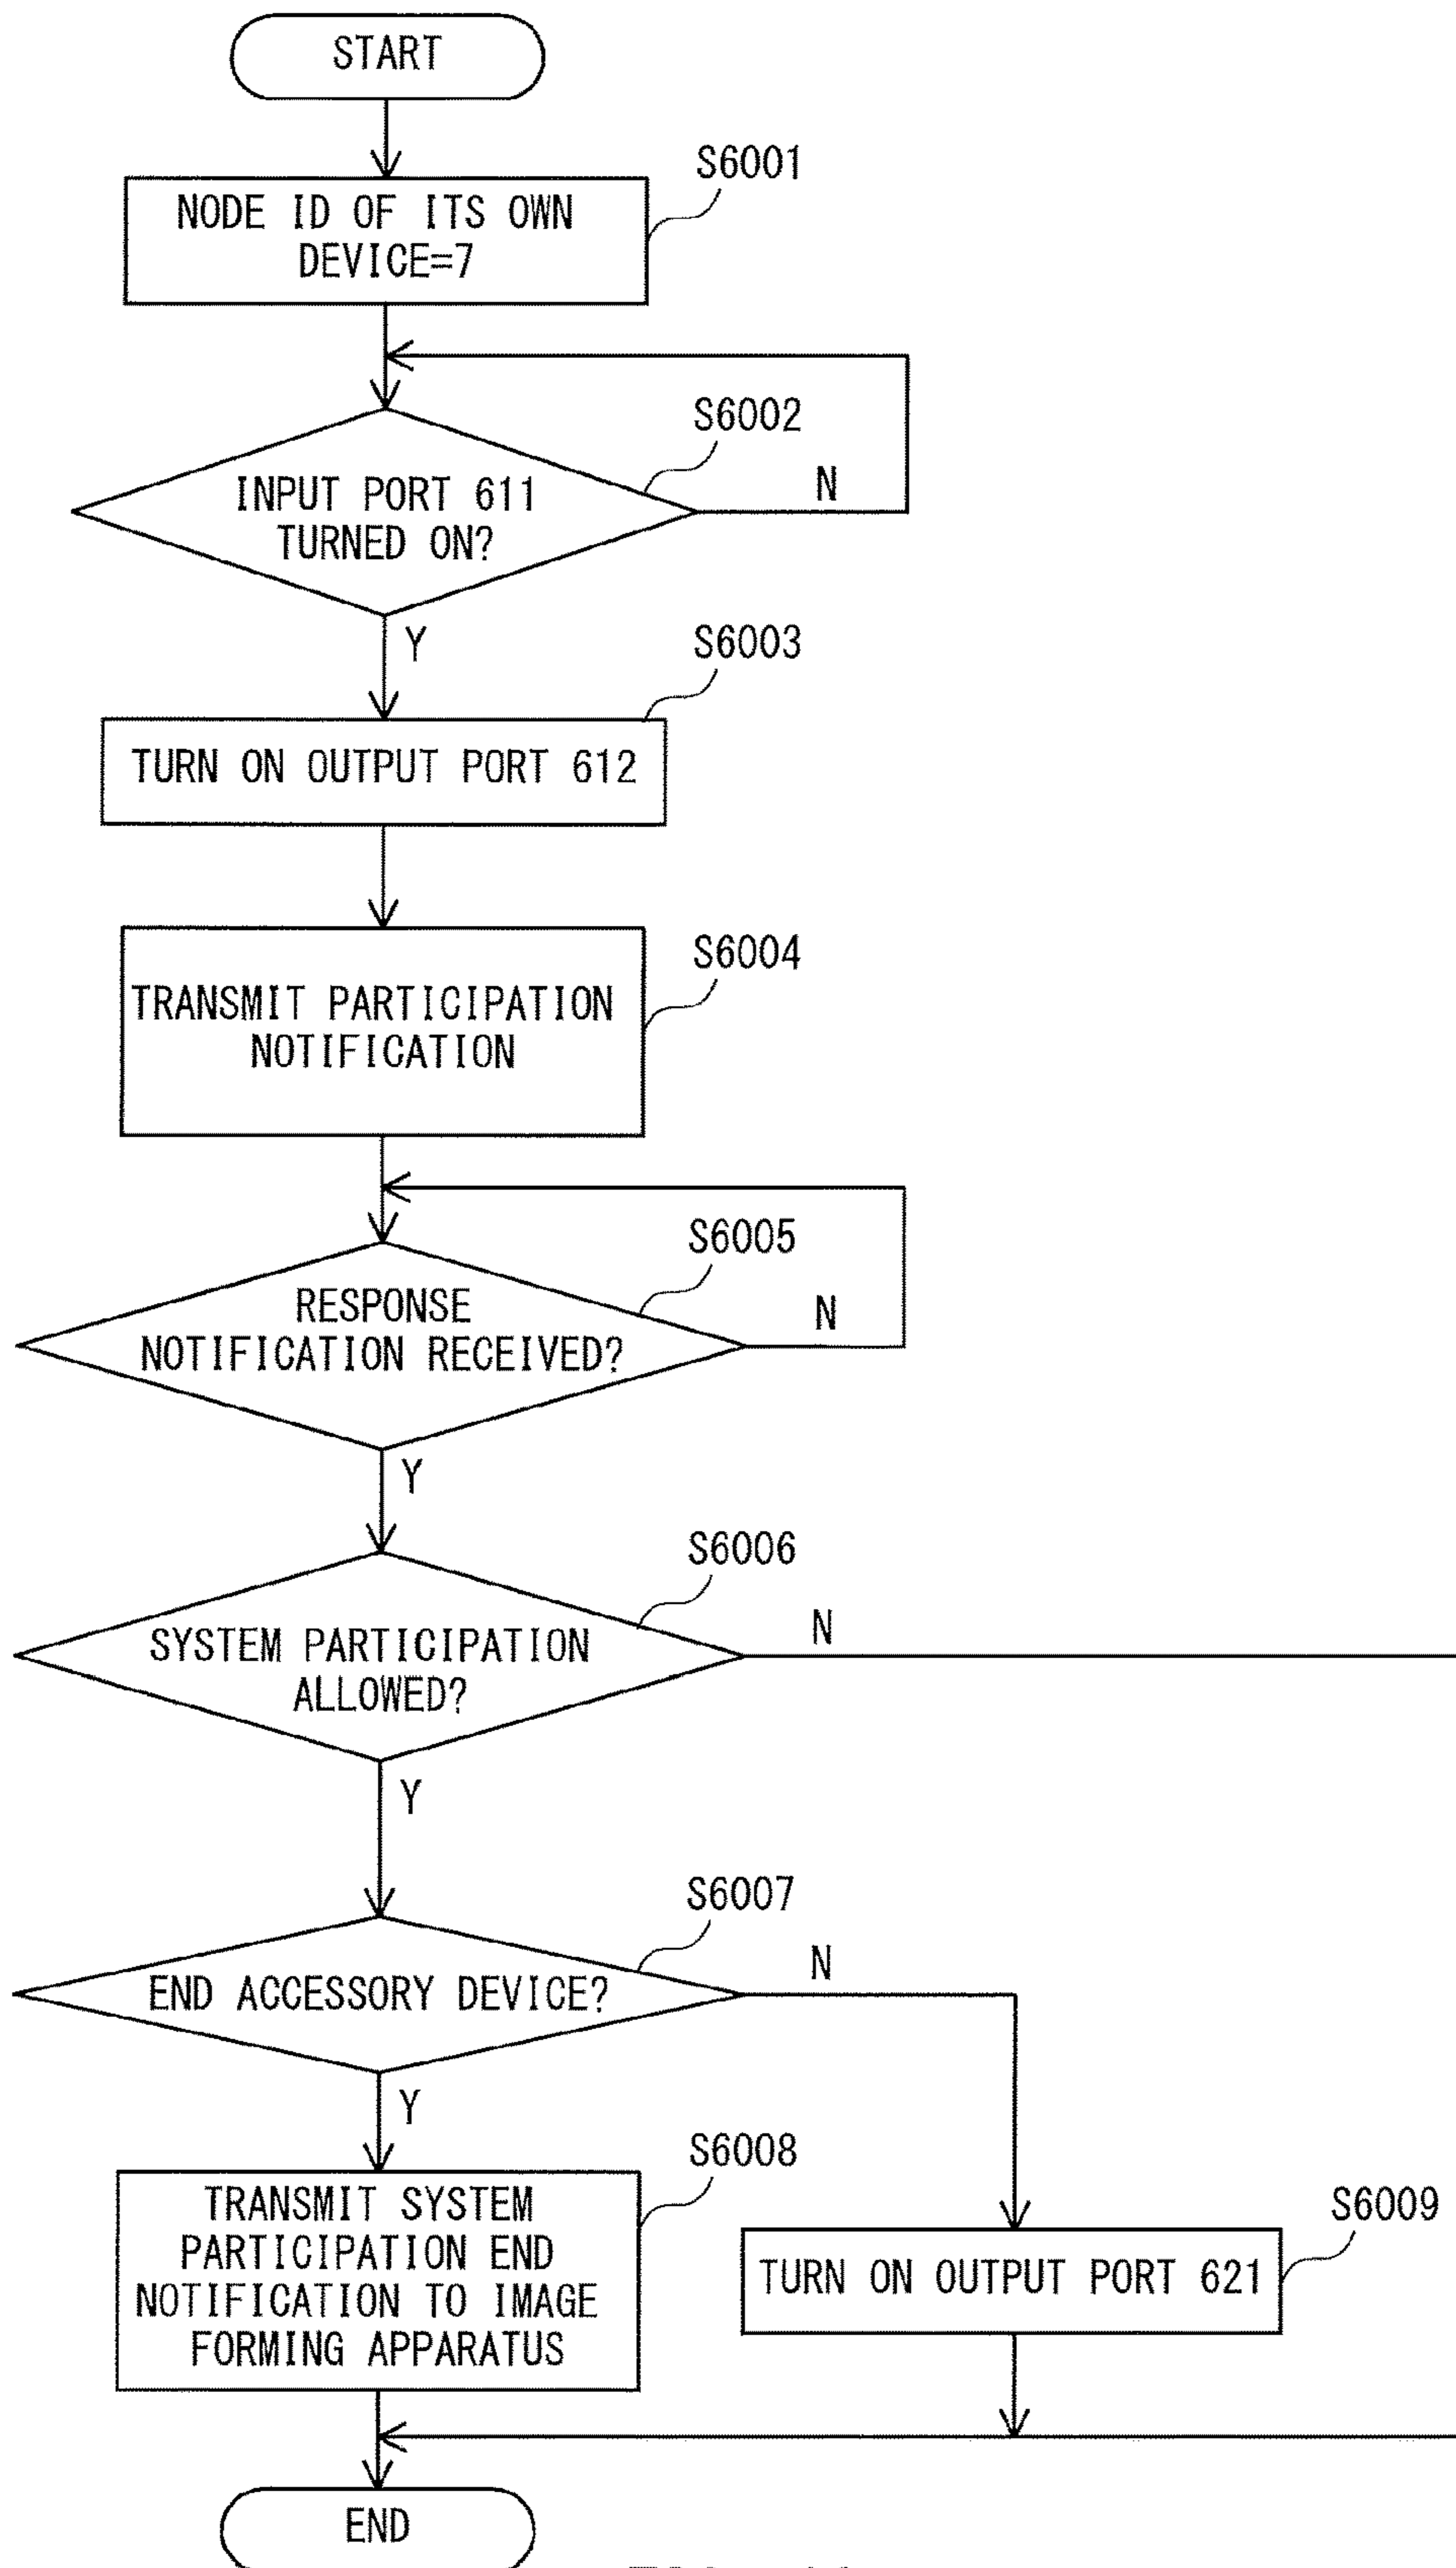 START
S6001
NODE ID OF ITS OWN
DEVICE=7
S6002
INPUT PORT 611
TURNED ON?
N
Y
S6003
TURN ON OUTPUT PORT 612
S6004
TRANSMIT PARTICIPATION
NOTIFICATION
S6005
RESPONSE
NOTIFICATION RECEIVED?
N
Y
S6006
SYSTEM PARTICIPATION
ALLOWED?
N
Y
S6007
END ACCESSORY DEVICE?
N
Y
S6008
TRANSMIT SYSTEM
PARTICIPATION END
NOTIFICATION TO IMAGE
FORMING APPARATUS
S6009
TURN ON OUTPUT PORT 621
END